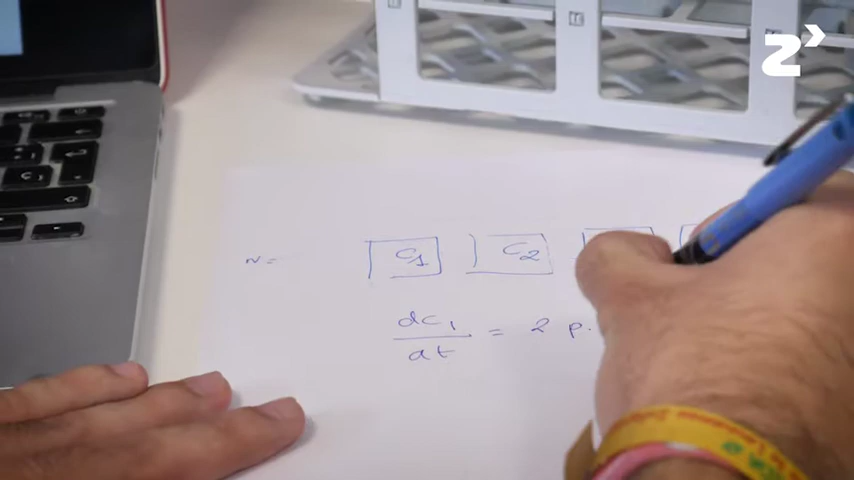 n= C1 C2
dC1
dt = 2 p.